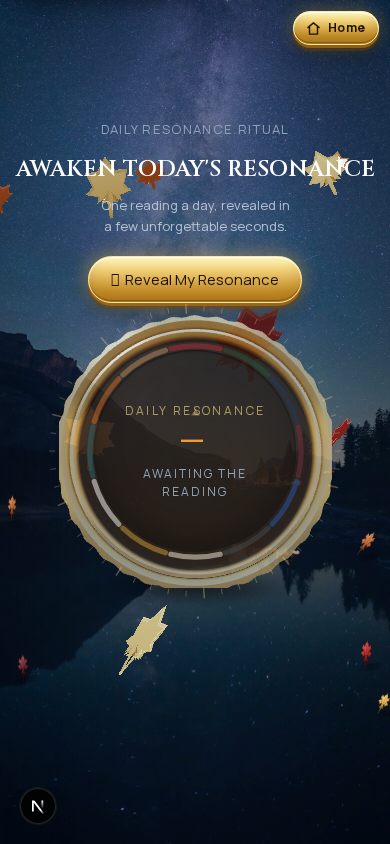 Home
DAILY RESONANCE RITUAL
AWAKEN TODAY'S RESONANCE
One reading a day, revealed in
a few unforgettable seconds.
Reveal My Resonance
DAILY RESONANCE
AWAITING THE
READING
N